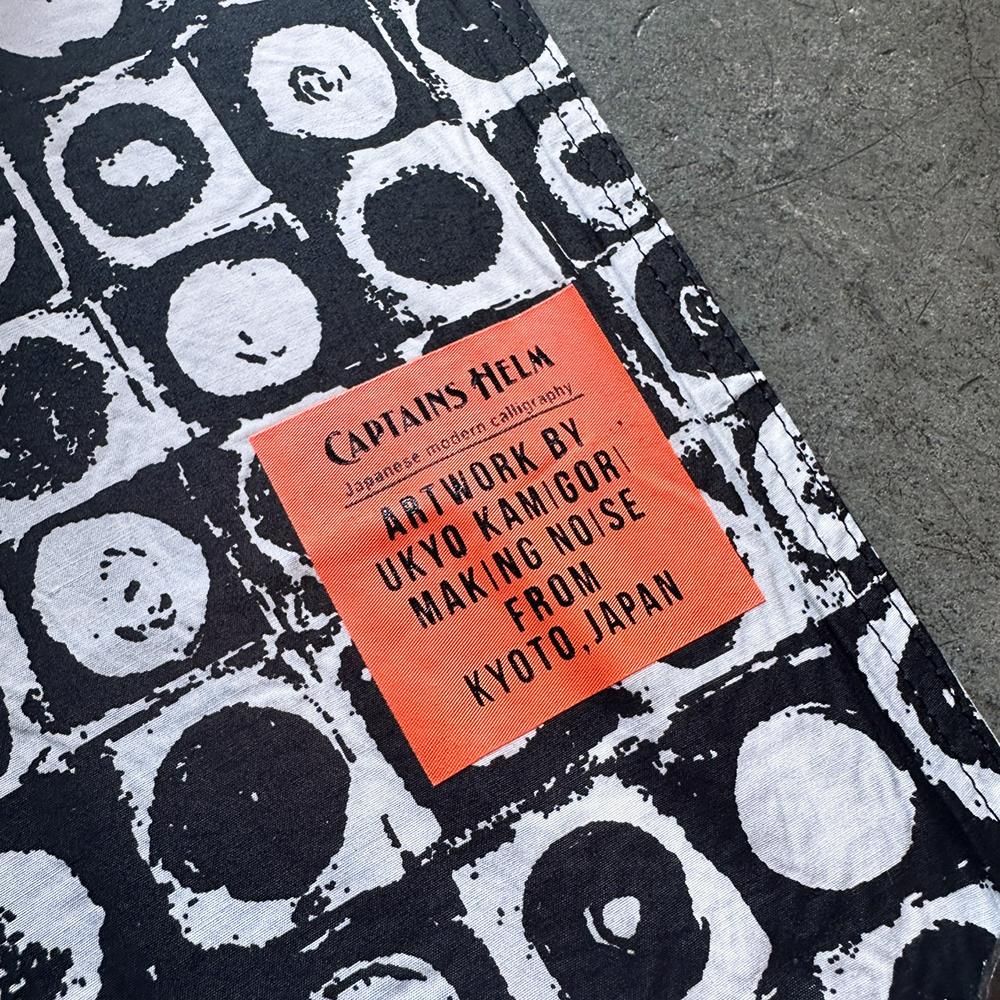 CAPTAINS HELM
Japanese modern calligraphy
ARTWORK BY
UKYO KAMIGORI
MAKING NOISE
FROM
KYOTO, JAPAN